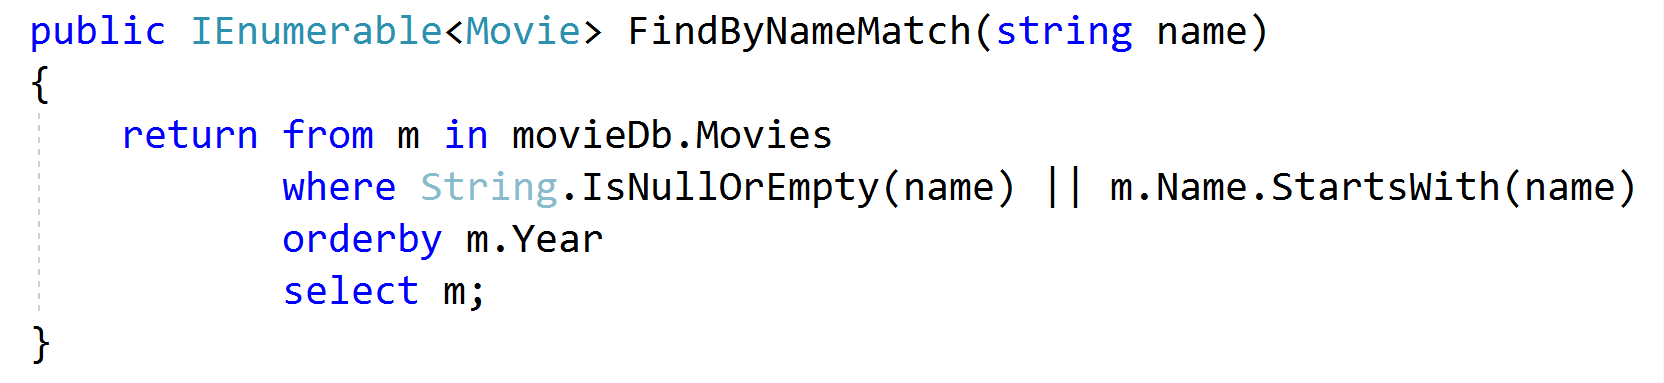 public IEnumerable<Movie> FindByNameMatch(string name)
{
    return from m in movieDb.Movies
           where String.IsNullOrEmpty(name) || m.Name.StartsWith(name)
           orderby m.Year
           select m;
}